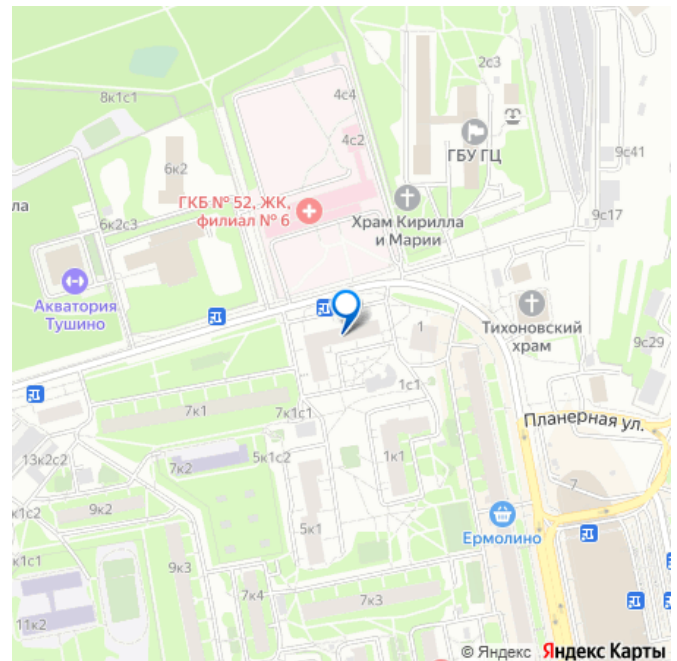 2с3
8к1с1
4с4
ГБУ ГЦ
4с2
9с41
6к2
ла
ГКБ № 52, ЖК,
филиал № 6
Храм Кирилла
и Марии
9с17
6к2с3
Акватория
Тушино
1
Тихоновский
храм
9с29
1с1
7к1
7к1с1
Планерная ул.
13к2с2
7к2
5к1с2
1к1
7
9к2
к1с2
5к1
Ермолино
к1с1
9к3
7к4
7к3
11к2
© Яндекс Яндекс Карты